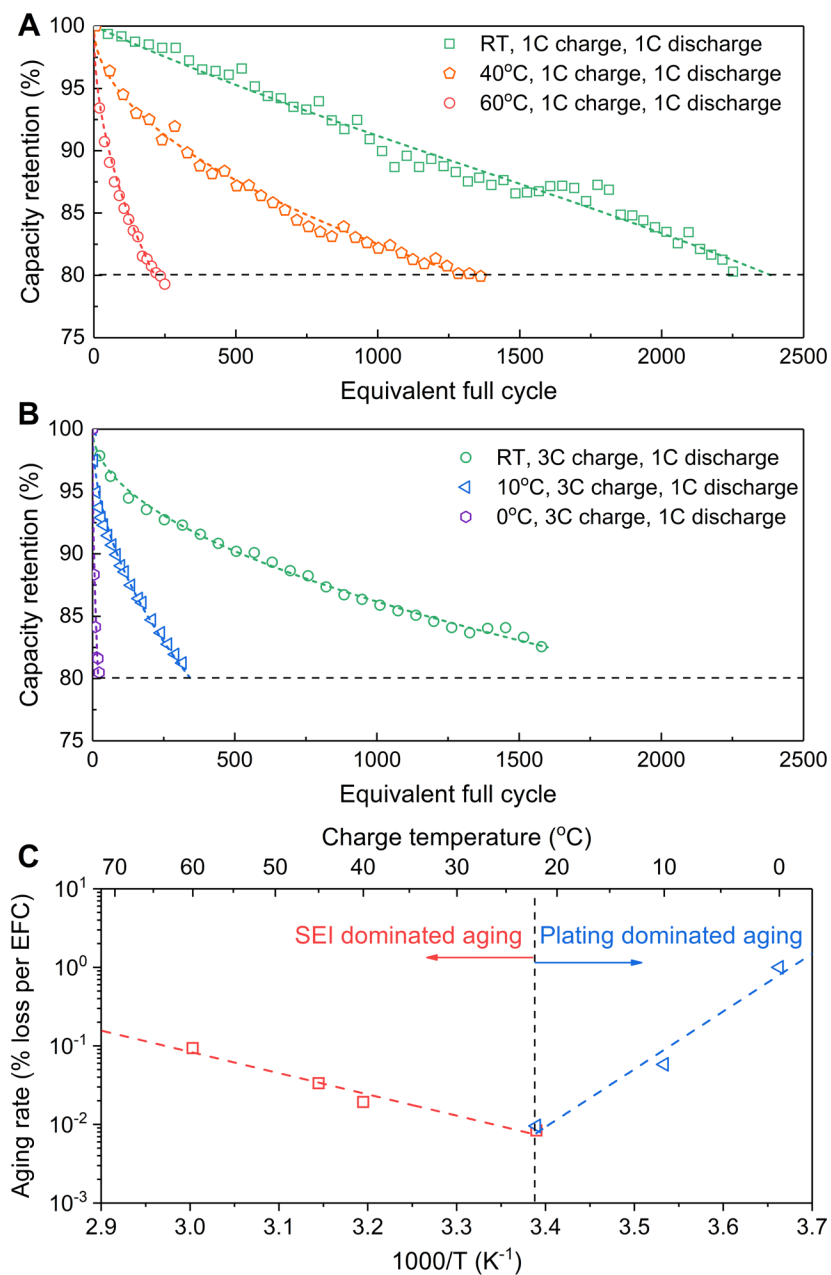 A
Capacity retention (%)
100
95
90
85
80
75
RT, 1C charge, 1C discharge
40°C, 1C charge, 1C discharge
60°C, 1C charge, 1C discharge
0 500 1000 1500 2000 2500
Equivalent full cycle
B
Capacity retention (%)
100
95
90
85
80
75
RT, 3C charge, 1C discharge
10°C, 3C charge, 1C discharge
0°C, 3C charge, 1C discharge
0 500 1000 1500 2000 2500
Equivalent full cycle
C
Charge temperature (°C)
70 60 50 40 30 20 10 0
Aging rate (% loss per EFC)
10¹
10⁰
10⁻¹
10⁻²
10⁻³
SEI dominated aging
Plating dominated aging
2.9 3.0 3.1 3.2 3.3 3.4 3.5 3.6 3.7
1000/T (K⁻¹)